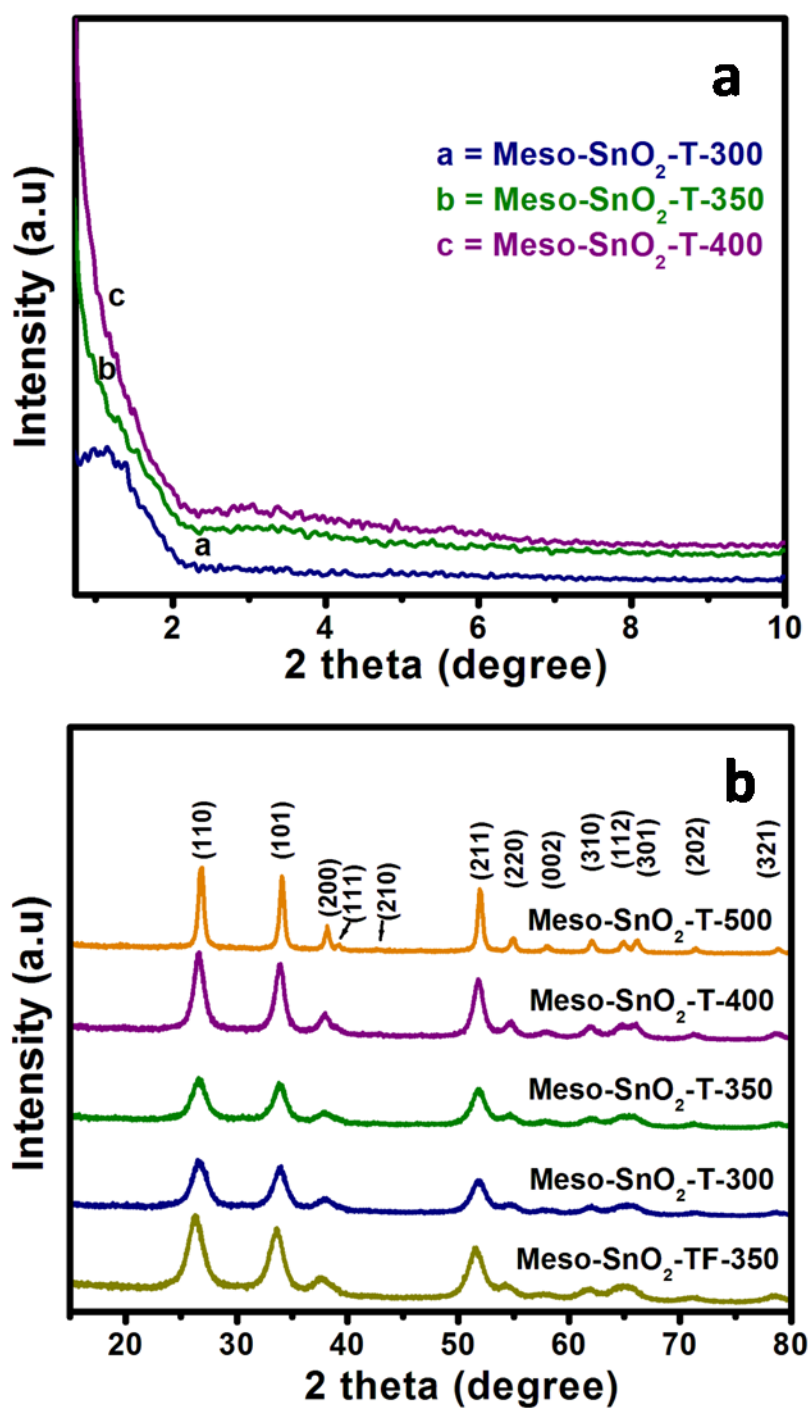 a
a = Meso-SnO₂-T-300
b = Meso-SnO₂-T-350
c = Meso-SnO₂-T-400
c
b
a
Intensity (a.u)
2 4 6 8 10
2 theta (degree)
b
(110) (101) (200) (111) (210) (211) (220) (002) (310) (112) (301) (202) (321)
Meso-SnO₂-T-500
Meso-SnO₂-T-400
Meso-SnO₂-T-350
Meso-SnO₂-T-300
Meso-SnO₂-TF-350
Intensity (a.u)
20 30 40 50 60 70 80
2 theta (degree)